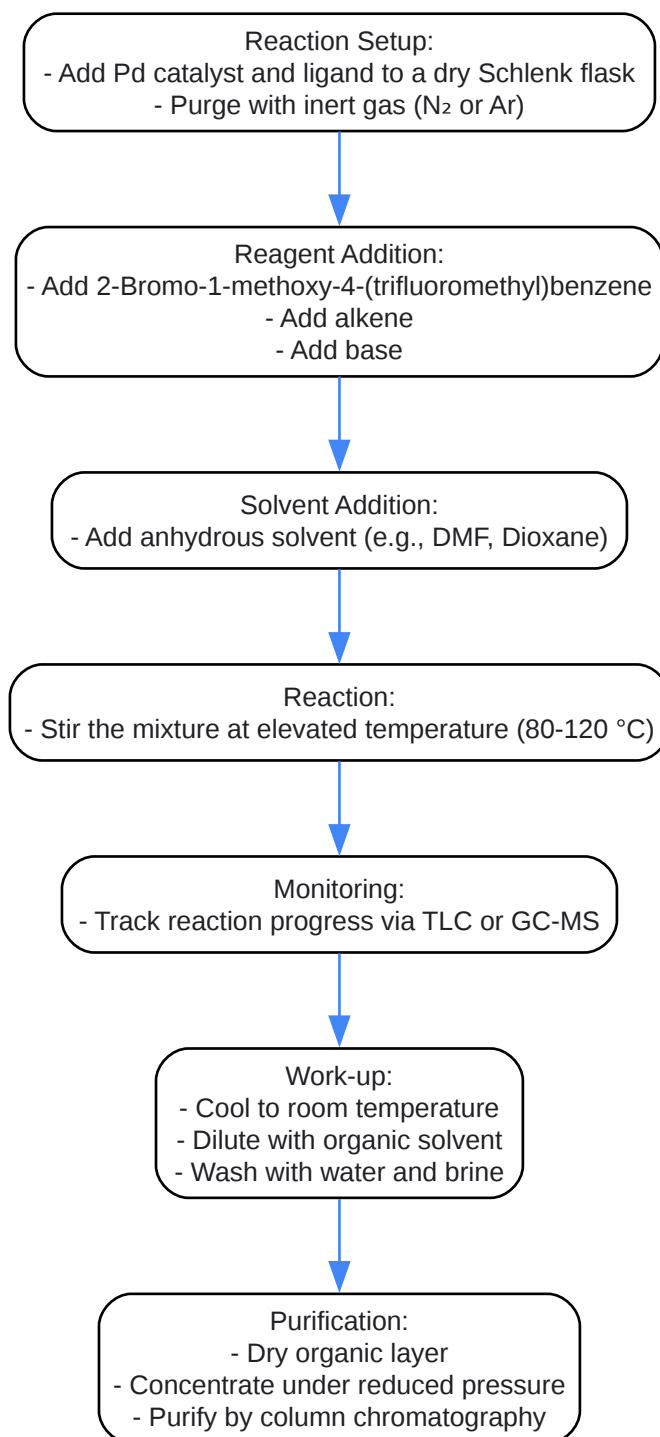 Reaction Setup:
- Add Pd catalyst and ligand to a dry Schlenk flask
- Purge with inert gas (N₂ or Ar)
Reagent Addition:
- Add 2-Bromo-1-methoxy-4-(trifluoromethyl)benzene
- Add alkene
- Add base
Solvent Addition:
- Add anhydrous solvent (e.g., DMF, Dioxane)
Reaction:
- Stir the mixture at elevated temperature (80-120 °C)
Monitoring:
- Track reaction progress via TLC or GC-MS
Work-up:
- Cool to room temperature
- Dilute with organic solvent
- Wash with water and brine
Purification:
- Dry organic layer
- Concentrate under reduced pressure
- Purify by column chromatography